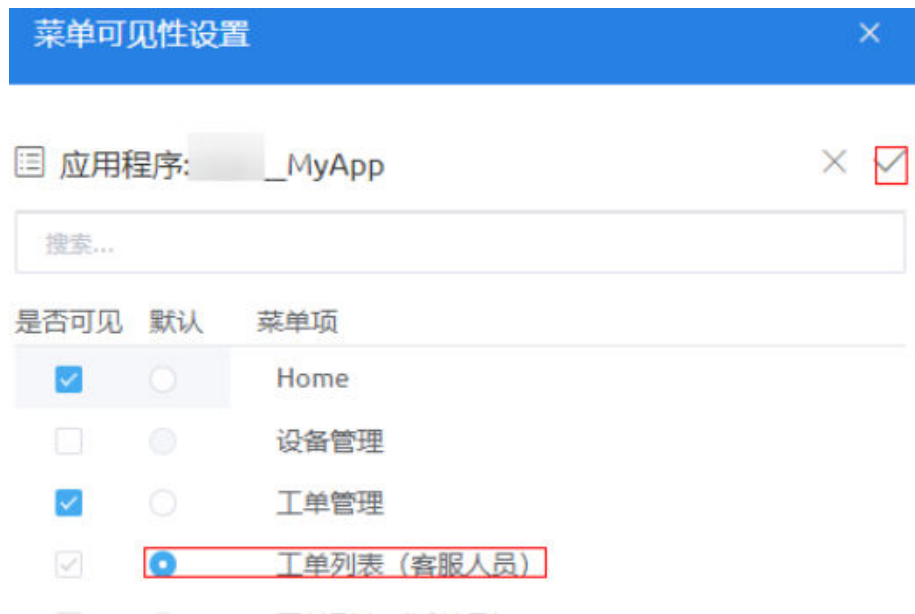 菜单可见性设置
应用程序: __MyApp
搜索...
是否可见 默认 菜单项
Home
设备管理
工单管理
工单列表（客服人员）